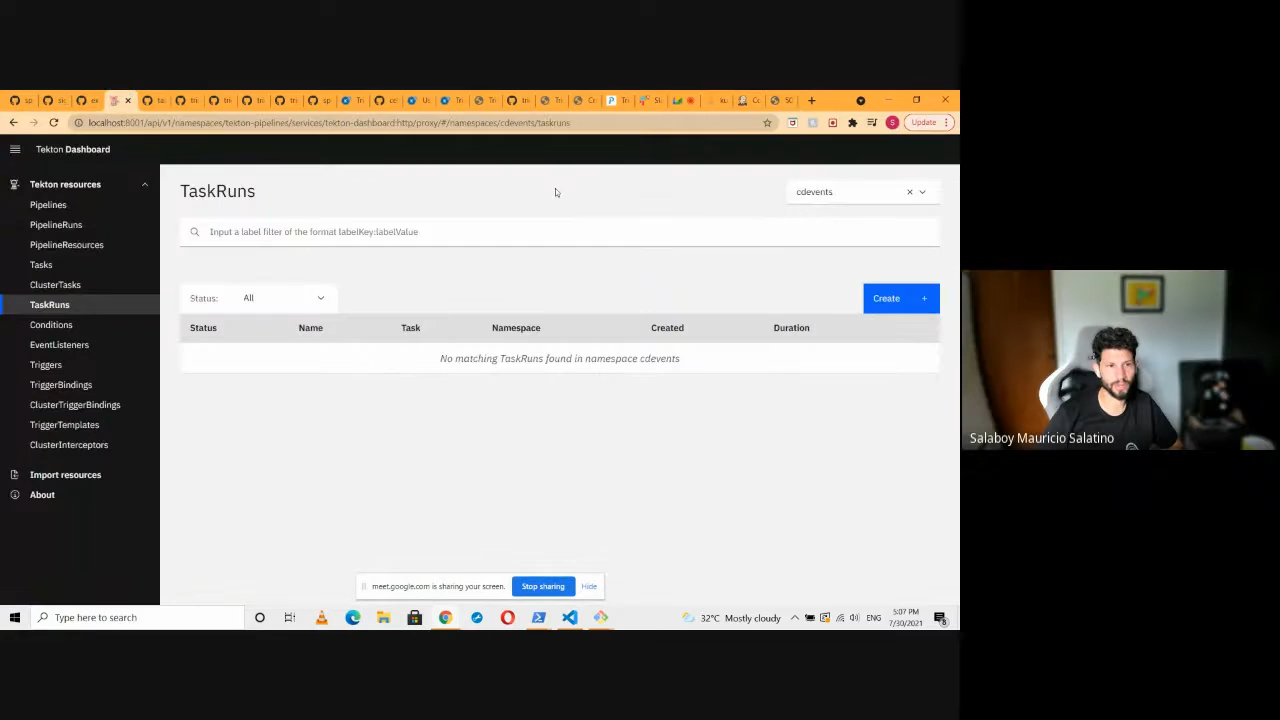 localhost:8001/api/v1/namespaces/tekton-pipelines/services/tekton-dashboard:http/proxy/#/namespaces/cdevents/taskruns
Update
Tekton Dashboard
Tekton resources
Pipelines
PipelineRuns
PipelineResources
Tasks
ClusterTasks
TaskRuns
Conditions
EventListeners
Triggers
TriggerBindings
ClusterTriggerBindings
TriggerTemplates
ClusterInterceptors
Import resources
About
TaskRuns
cdevents
Input a label filter of the format labelKey:labelValue
Status: All
Create +
Status Name Task Namespace Created Duration
No matching TaskRuns found in namespace cdevents
meet.google.com is sharing your screen. Stop sharing Hide
Type here to search
32°C Mostly cloudy
ENG
5:07 PM
7/30/2021
Salaboy Mauricio Salatino